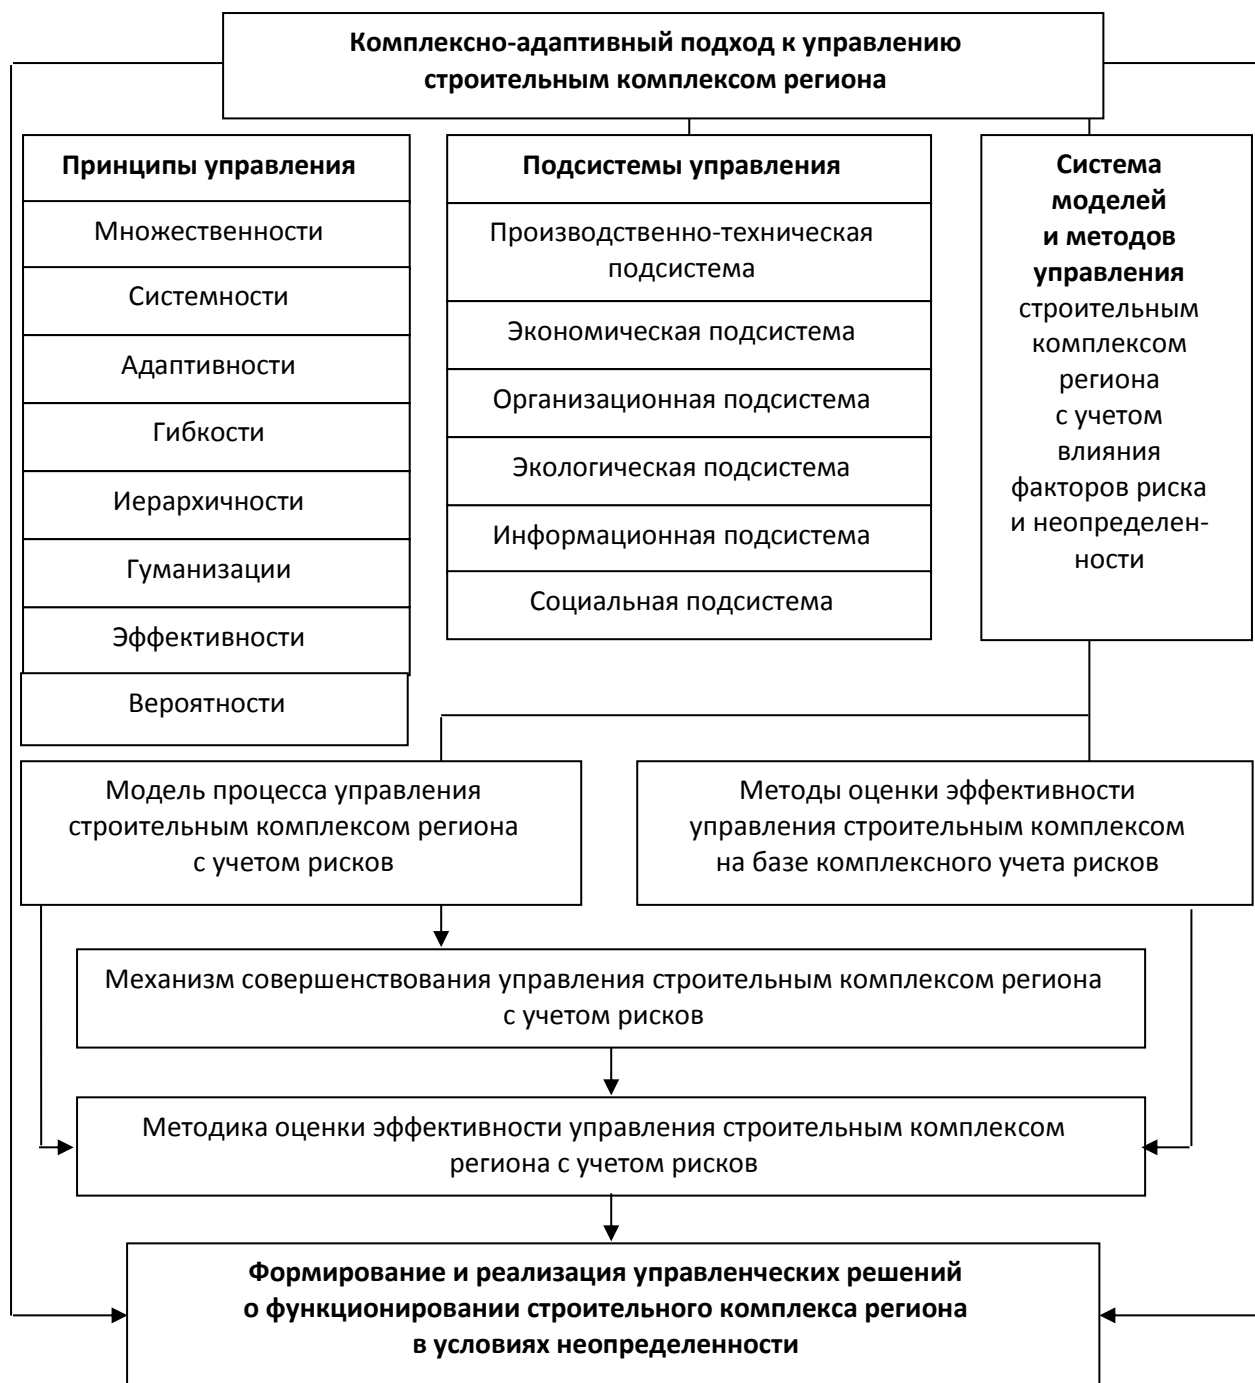 Комплексно-адаптивный подход к управлению
строительным комплексом региона
Принципы управления
Множественности
Системности
Адаптивности
Гибкости
Иерархичности
Гуманизации
Эффективности
Вероятности
Подсистемы управления
Производственно-техническая
подсистема
Экономическая подсистема
Организационная подсистема
Экологическая подсистема
Информационная подсистема
Социальная подсистема
Система
моделей
и методов
управления
строительным
комплексом
региона
с учетом
влияния
факторов риска
и неопределен-
ности
Модель процесса управления
строительным комплексом региона
с учетом рисков
Методы оценки эффективности
управления строительным комплексом
на базе комплексного учета рисков
Механизм совершенствования управления строительным комплексом региона
с учетом рисков
Методика оценки эффективности управления строительным комплексом
региона с учетом рисков
Формирование и реализация управленческих решений
о функционировании строительного комплекса региона
в условиях неопределенности